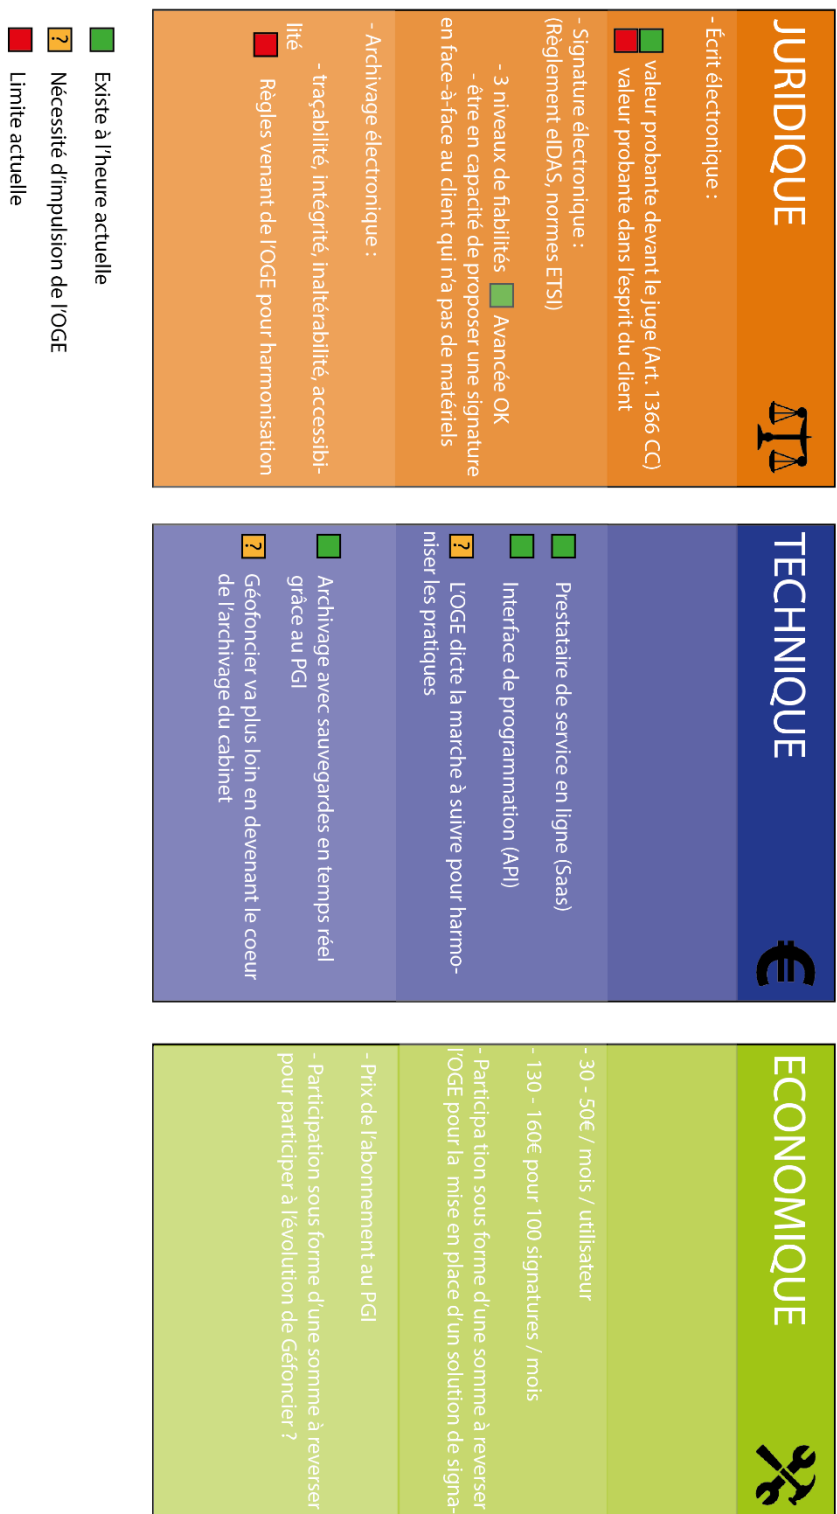 JURIDIQUE
- Écrit électronique :
valeur probante devant le juge (Art. 1366 CC)
valeur probante dans l'esprit du client
- Signature électronique :
(Règlement eIDAS, normes ETSI)
- 3 niveaux de fiabilités Avancée OK
- être en capacité de proposer une signature
en face-à-face au client qui n'a pas de matériels
- Archivage électronique :
- traçabilité, intégrité, inaltérabilité, accessibi-
lité
Règles venant de l'OGE pour harmonisation
TECHNIQUE
€
Prestataire de service en ligne (Saas)
Interface de programmation (API)
? L'OGE dicte la marche à suivre pour harmo-
niser les pratiques
Archivage avec sauvegardes en temps réel
grâce au PGI
? Géofoncier va plus loin en devenant le coeur
de l'archivage du cabinet
ECONOMIQUE
- 30 - 50€ / mois / utilisateur
- 130 - 160€ pour 100 signatures / mois
- Participa tion sous forme d'une somme à reverser
l'OGE pour la mise en place d'un solution de signa-
- Prix de l'abonnement au PGI
- Participation sous forme d'une somme à reverser
pour participer à l'évolution de Géfoncier ?
Existe à l'heure actuelle
? Nécessité d'impulsion de l'OGE
Limite actuelle